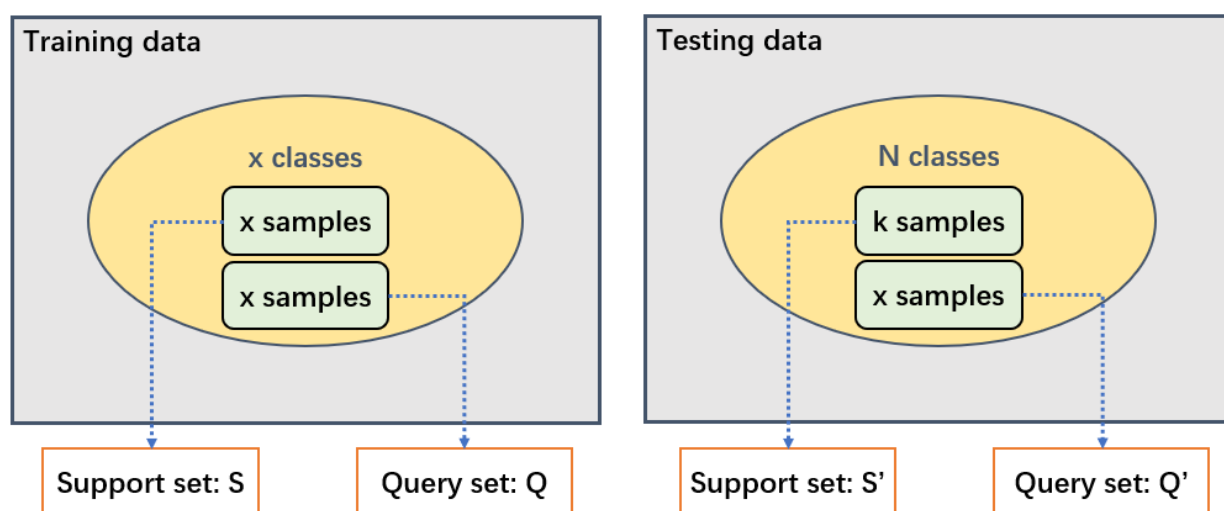 Training data
x classes
x samples
x samples
Support set: S
Query set: Q
Testing data
N classes
k samples
x samples
Support set: S’
Query set: Q’